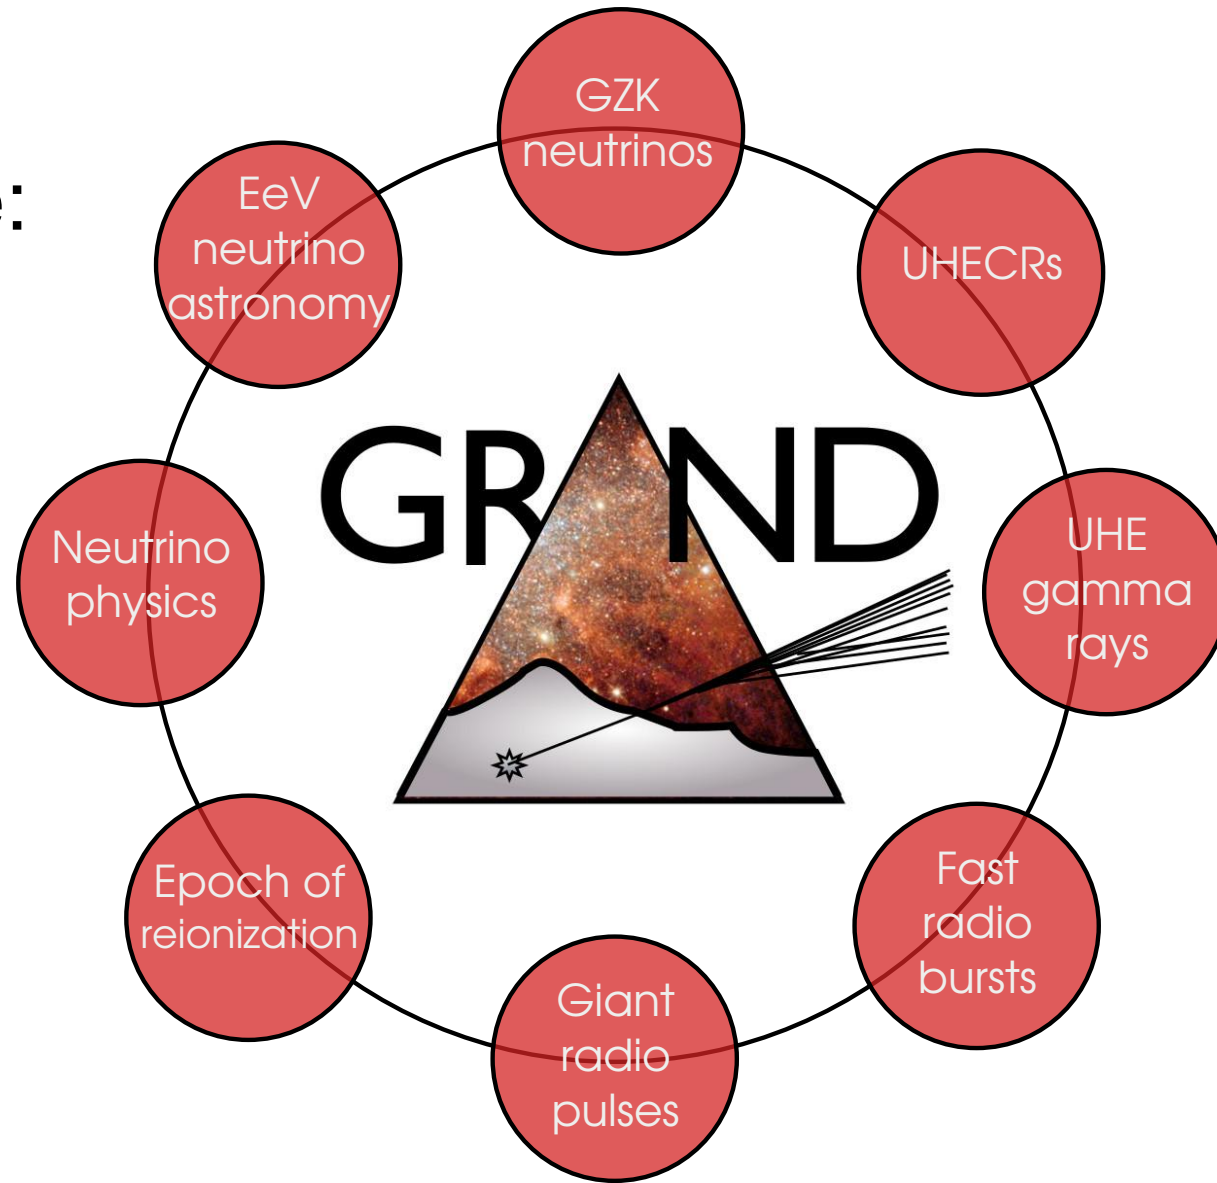 GZK
neutrinos
EeV
neutrino
astronomy
UHECRs
GRAND
Neutrino
physics
UHE
gamma
rays
Epoch of
reionization
Fast
radio
bursts
Giant
radio
pulses